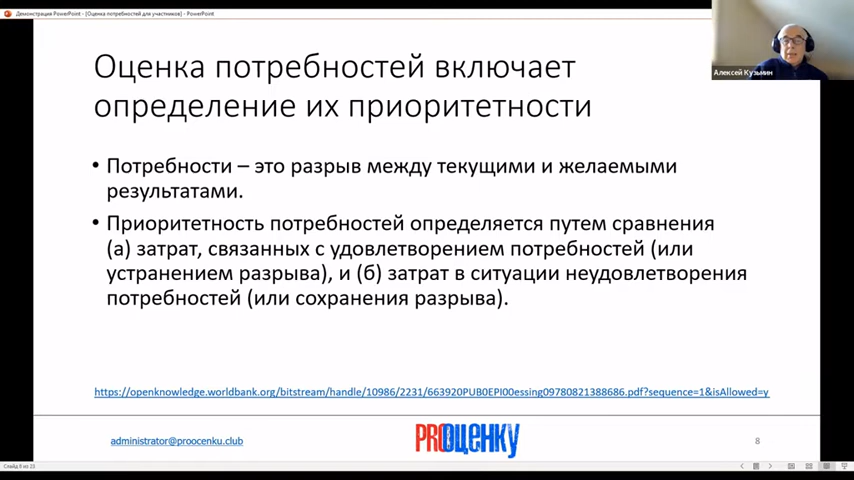 Демонстрация PowerPoint - [Оценка потребностей для участников] - PowerPoint
Алексей Кузьмин
Оценка потребностей включает
определение их приоритетности
• Потребности – это разрыв между текущими и желаемыми
результатами.
• Приоритетность потребностей определяется путем сравнения
(а) затрат, связанных с удовлетворением потребностей (или
устранением разрыва), и (б) затрат в ситуации неудовлетворения
потребностей (или сохранения разрыва).
https://openknowledge.worldbank.org/bitstream/handle/10986/2231/663920PUB0EPI00essing09780821388686.pdf?sequence=1&isAllowed=y
administrator@proocenku.club
PROОЦЕНКУ
8
Слайд 8 из 23